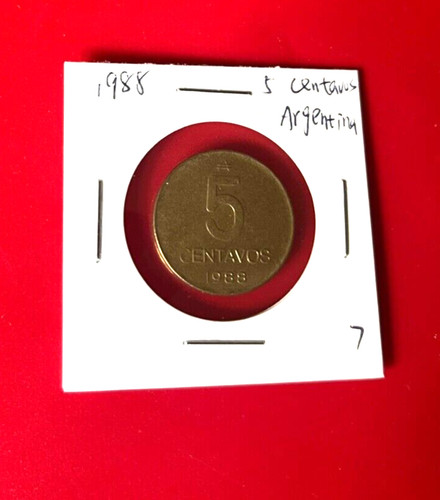 1988
5 Centavos
Argentina
₳
5
CENTAVOS
1988
7